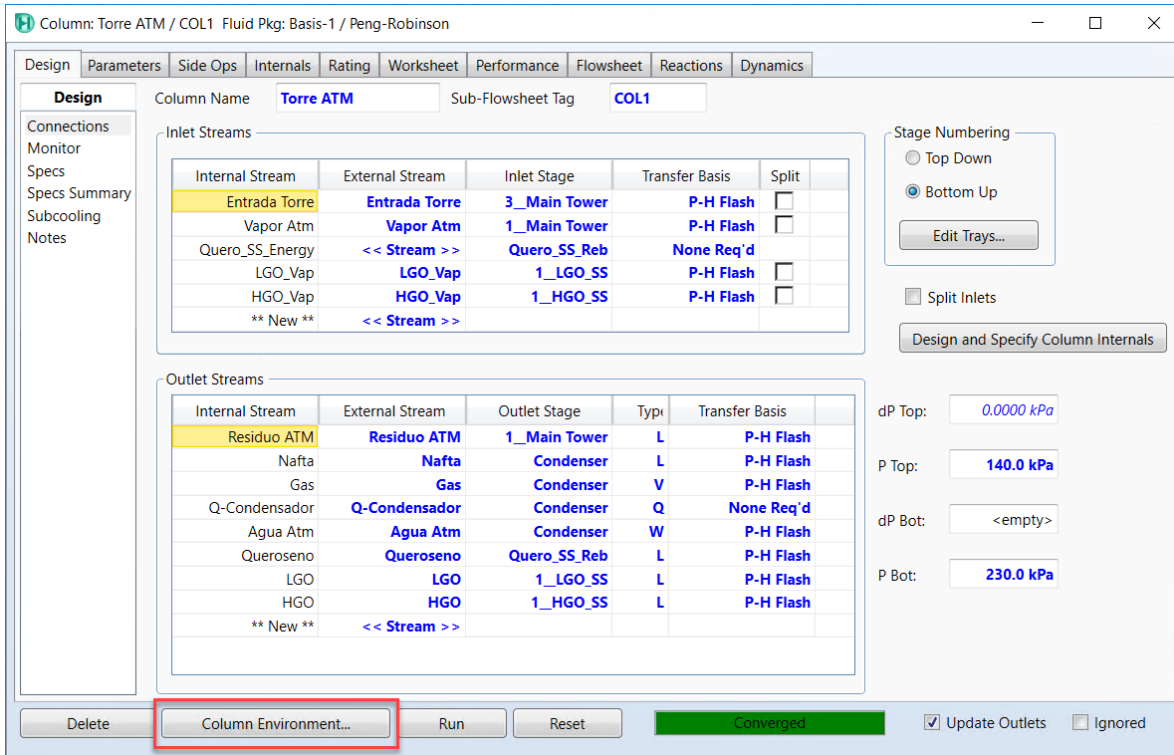 Column: Torre ATM / COL1 Fluid Pkg: Basis-1 / Peng-Robinson
Design Parameters Side Ops Internals Rating Worksheet Performance Flowsheet Reactions Dynamics
Design
Connections
Monitor
Specs
Specs Summary
Subcooling
Notes
Column Name Torre ATM Sub-Flowsheet Tag COL1
Inlet Streams
Internal Stream External Stream Inlet Stage Transfer Basis Split
Entrada Torre Entrada Torre 3__Main Tower P-H Flash
Vapor Atm Vapor Atm 1__Main Tower P-H Flash
Quero_SS_Energy << Stream >> Quero_SS_Reb None Req'd
LGO_Vap LGO_Vap 1__LGO_SS P-H Flash
HGO_Vap HGO_Vap 1__HGO_SS P-H Flash
** New ** << Stream >>
Stage Numbering
Top Down
Bottom Up
Edit Trays...
Split Inlets
Design and Specify Column Internals
Outlet Streams
Internal Stream External Stream Outlet Stage Type Transfer Basis
Residuo ATM Residuo ATM 1__Main Tower L P-H Flash
Nafta Nafta Condenser L P-H Flash
Gas Gas Condenser V P-H Flash
Q-Condensador Q-Condensador Condenser Q None Req'd
Agua Atm Agua Atm Condenser W P-H Flash
Queroseno Queroseno Quero_SS_Reb L P-H Flash
LGO LGO 1__LGO_SS L P-H Flash
HGO HGO 1__HGO_SS L P-H Flash
** New ** << Stream >>
dP Top: 0.0000 kPa
P Top: 140.0 kPa
dP Bot: <empty>
P Bot: 230.0 kPa
Delete Column Environment... Run Reset Converged Update Outlets Ignored